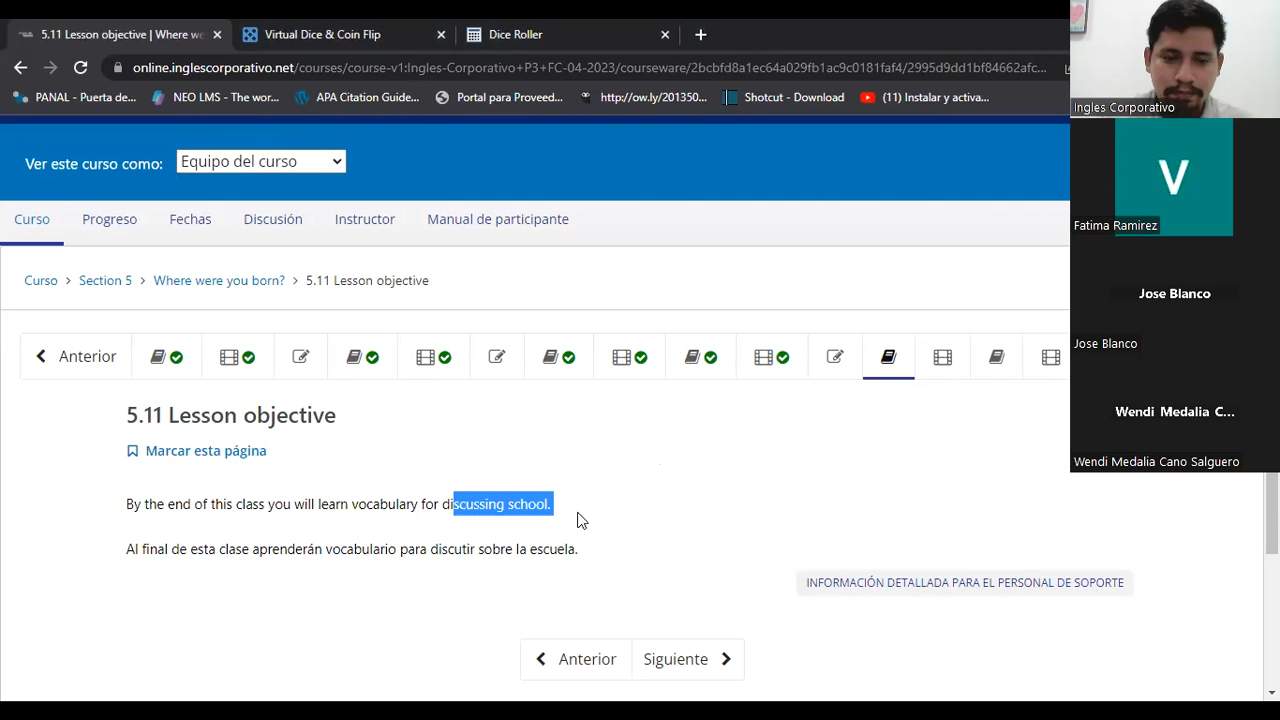 5.11 Lesson objective | Where we
Virtual Dice & Coin Flip
Dice Roller
online.inglescorporativo.net/courses/course-v1:Ingles-Corporativo+P3+FC-04-2023/courseware/2bcbfd8a1ec64a029fb1ac9c0181faf4/2995d9dd1bf84662afc...
PANAL - Puerta de...
NEO LMS - The wor...
APA Citation Guide...
Portal para Proveed...
http://ow.ly/201350...
Shotcut - Download
(11) Instalar y activa...
Ingles Corporativo
Ver este curso como:
Equipo del curso
V
Fatima Ramirez
Curso
Progreso
Fechas
Discusión
Instructor
Manual de participante
Curso > Section 5 > Where were you born? > 5.11 Lesson objective
Jose Blanco
Jose Blanco
Anterior
5.11 Lesson objective
Marcar esta página
Wendi Medalia C...
Wendi Medalia Cano Salguero
By the end of this class you will learn vocabulary for discussing school.
Al final de esta clase aprenderán vocabulario para discutir sobre la escuela.
INFORMACIÓN DETALLADA PARA EL PERSONAL DE SOPORTE
Anterior
Siguiente